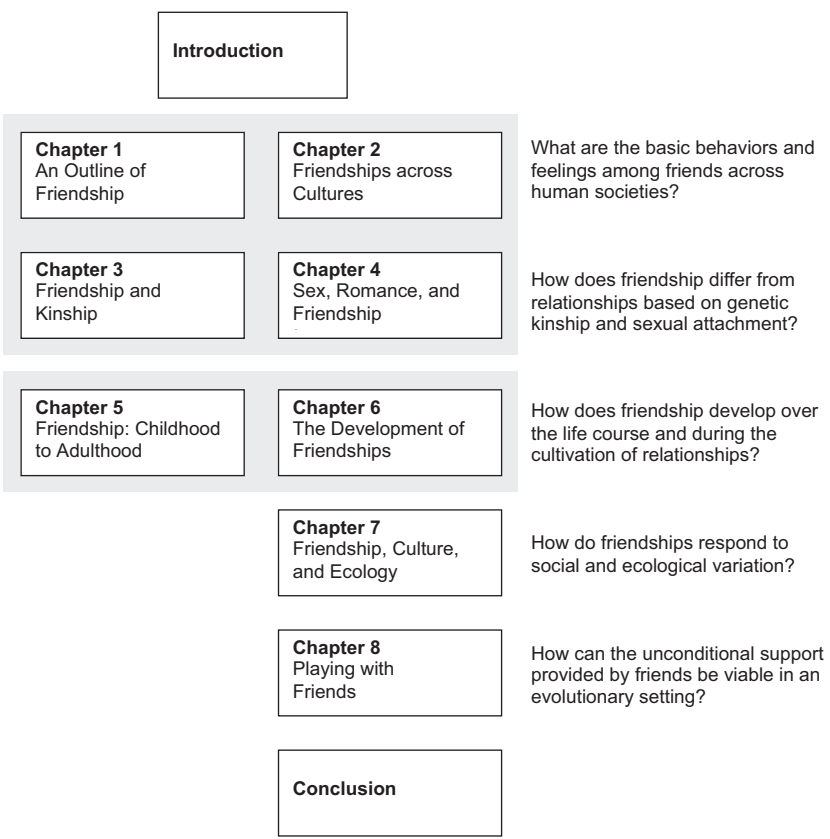 Introduction
Chapter 1
An Outline of
Friendship
Chapter 2
Friendships across
Cultures
What are the basic behaviors and
feelings among friends across
human societies?
Chapter 3
Friendship and
Kinship
Chapter 4
Sex, Romance, and
Friendship
How does friendship differ from
relationships based on genetic
kinship and sexual attachment?
Chapter 5
Friendship: Childhood
to Adulthood
Chapter 6
The Development of
Friendships
How does friendship develop over
the life course and during the
cultivation of relationships?
Chapter 7
Friendship, Culture,
and Ecology
How do friendships respond to
social and ecological variation?
Chapter 8
Playing with
Friends
How can the unconditional support
provided by friends be viable in an
evolutionary setting?
Conclusion